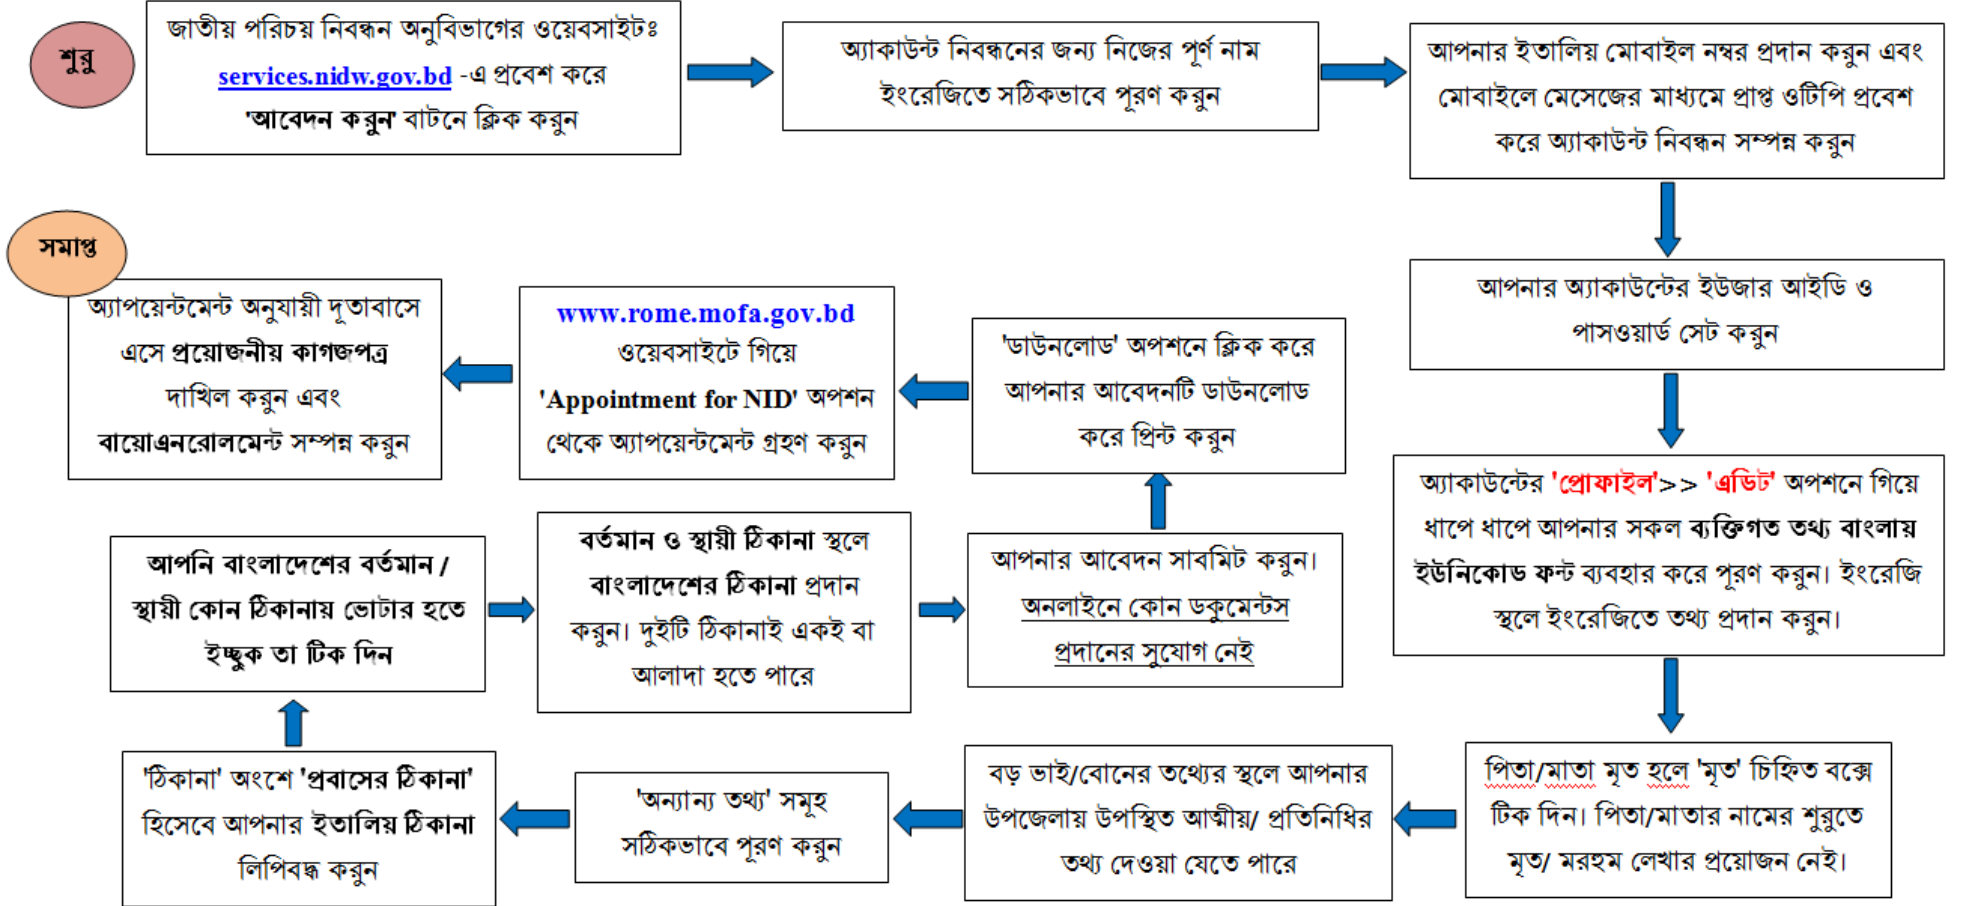 শুরু
জাতীয় পরিচয় নিবন্ধন অনুবিভাগের ওয়েবসাইটঃ
services.nidw.gov.bd -এ প্রবেশ করে
'আবেদন করুন' বাটনে ক্লিক করুন
অ্যাকাউন্ট নিবন্ধনের জন্য নিজের পূর্ণ নাম
ইংরেজিতে সঠিকভাবে পূরণ করুন
আপনার ইতালিয় মোবাইল নম্বর প্রদান করুন এবং
মোবাইলে মেসেজের মাধ্যমে প্রাপ্ত ওটিপি প্রবেশ
করে অ্যাকাউন্ট নিবন্ধন সম্পন্ন করুন
আপনার অ্যাকাউন্টের ইউজার আইডি ও
পাসওয়ার্ড সেট করুন
অ্যাকাউন্টের 'প্রোফাইল'>> 'এডিট' অপশনে গিয়ে
ধাপে ধাপে আপনার সকল ব্যক্তিগত তথ্য বাংলায়
ইউনিকোড ফন্ট ব্যবহার করে পূরণ করুন। ইংরেজি
স্থলে ইংরেজিতে তথ্য প্রদান করুন।
পিতা/মাতা মৃত হলে 'মৃত' চিহ্নিত বক্সে
টিক দিন। পিতা/মাতার নামের শুরুতে
মৃত/ মরহম লেখার প্রয়োজন নেই।
বড় ভাই/বোনের তথ্যের স্থলে আপনার
উপজেলায় উপস্থিত আত্মীয়/ প্রতিনিধির
তথ্য দেওয়া যেতে পারে
'অন্যান্য তথ্য' সমূহ
সঠিকভাবে পূরণ করুন
'ঠিকানা' অংশে 'প্রবাসের ঠিকানা'
হিসেবে আপনার ইতালিয় ঠিকানা
লিপিবদ্ধ করুন
আপনি বাংলাদেশের বর্তমান /
স্থায়ী কোন ঠিকানায় ভোটার হতে
ইচ্ছুক তা টিক দিন
বর্তমান ও স্থায়ী ঠিকানা স্থলে
বাংলাদেশের ঠিকানা প্রদান
করুন। দুইটি ঠিকানাই একই বা
আলাদা হতে পারে
আপনার আবেদন সাবমিট করুন।
অনলাইনে কোন ডকুমেন্টস
প্রদানের সুযোগ নেই
'ডাউনলোড' অপশনে ক্লিক করে
আপনার আবেদনটি ডাউনলোড
করে প্রিন্ট করুন
www.rome.mofa.gov.bd
ওয়েবসাইটে গিয়ে
'Appointment for NID' অপশন
থেকে অ্যাপয়েন্টমেন্ট গ্রহণ করুন
অ্যাপয়েন্টমেন্ট অনুযায়ী দূতাবাসে
এসে প্রয়োজনীয় কাগজপত্র
দাখিল করুন এবং
বায়োএনরোলমেন্ট সম্পন্ন করুন
সমাপ্ত